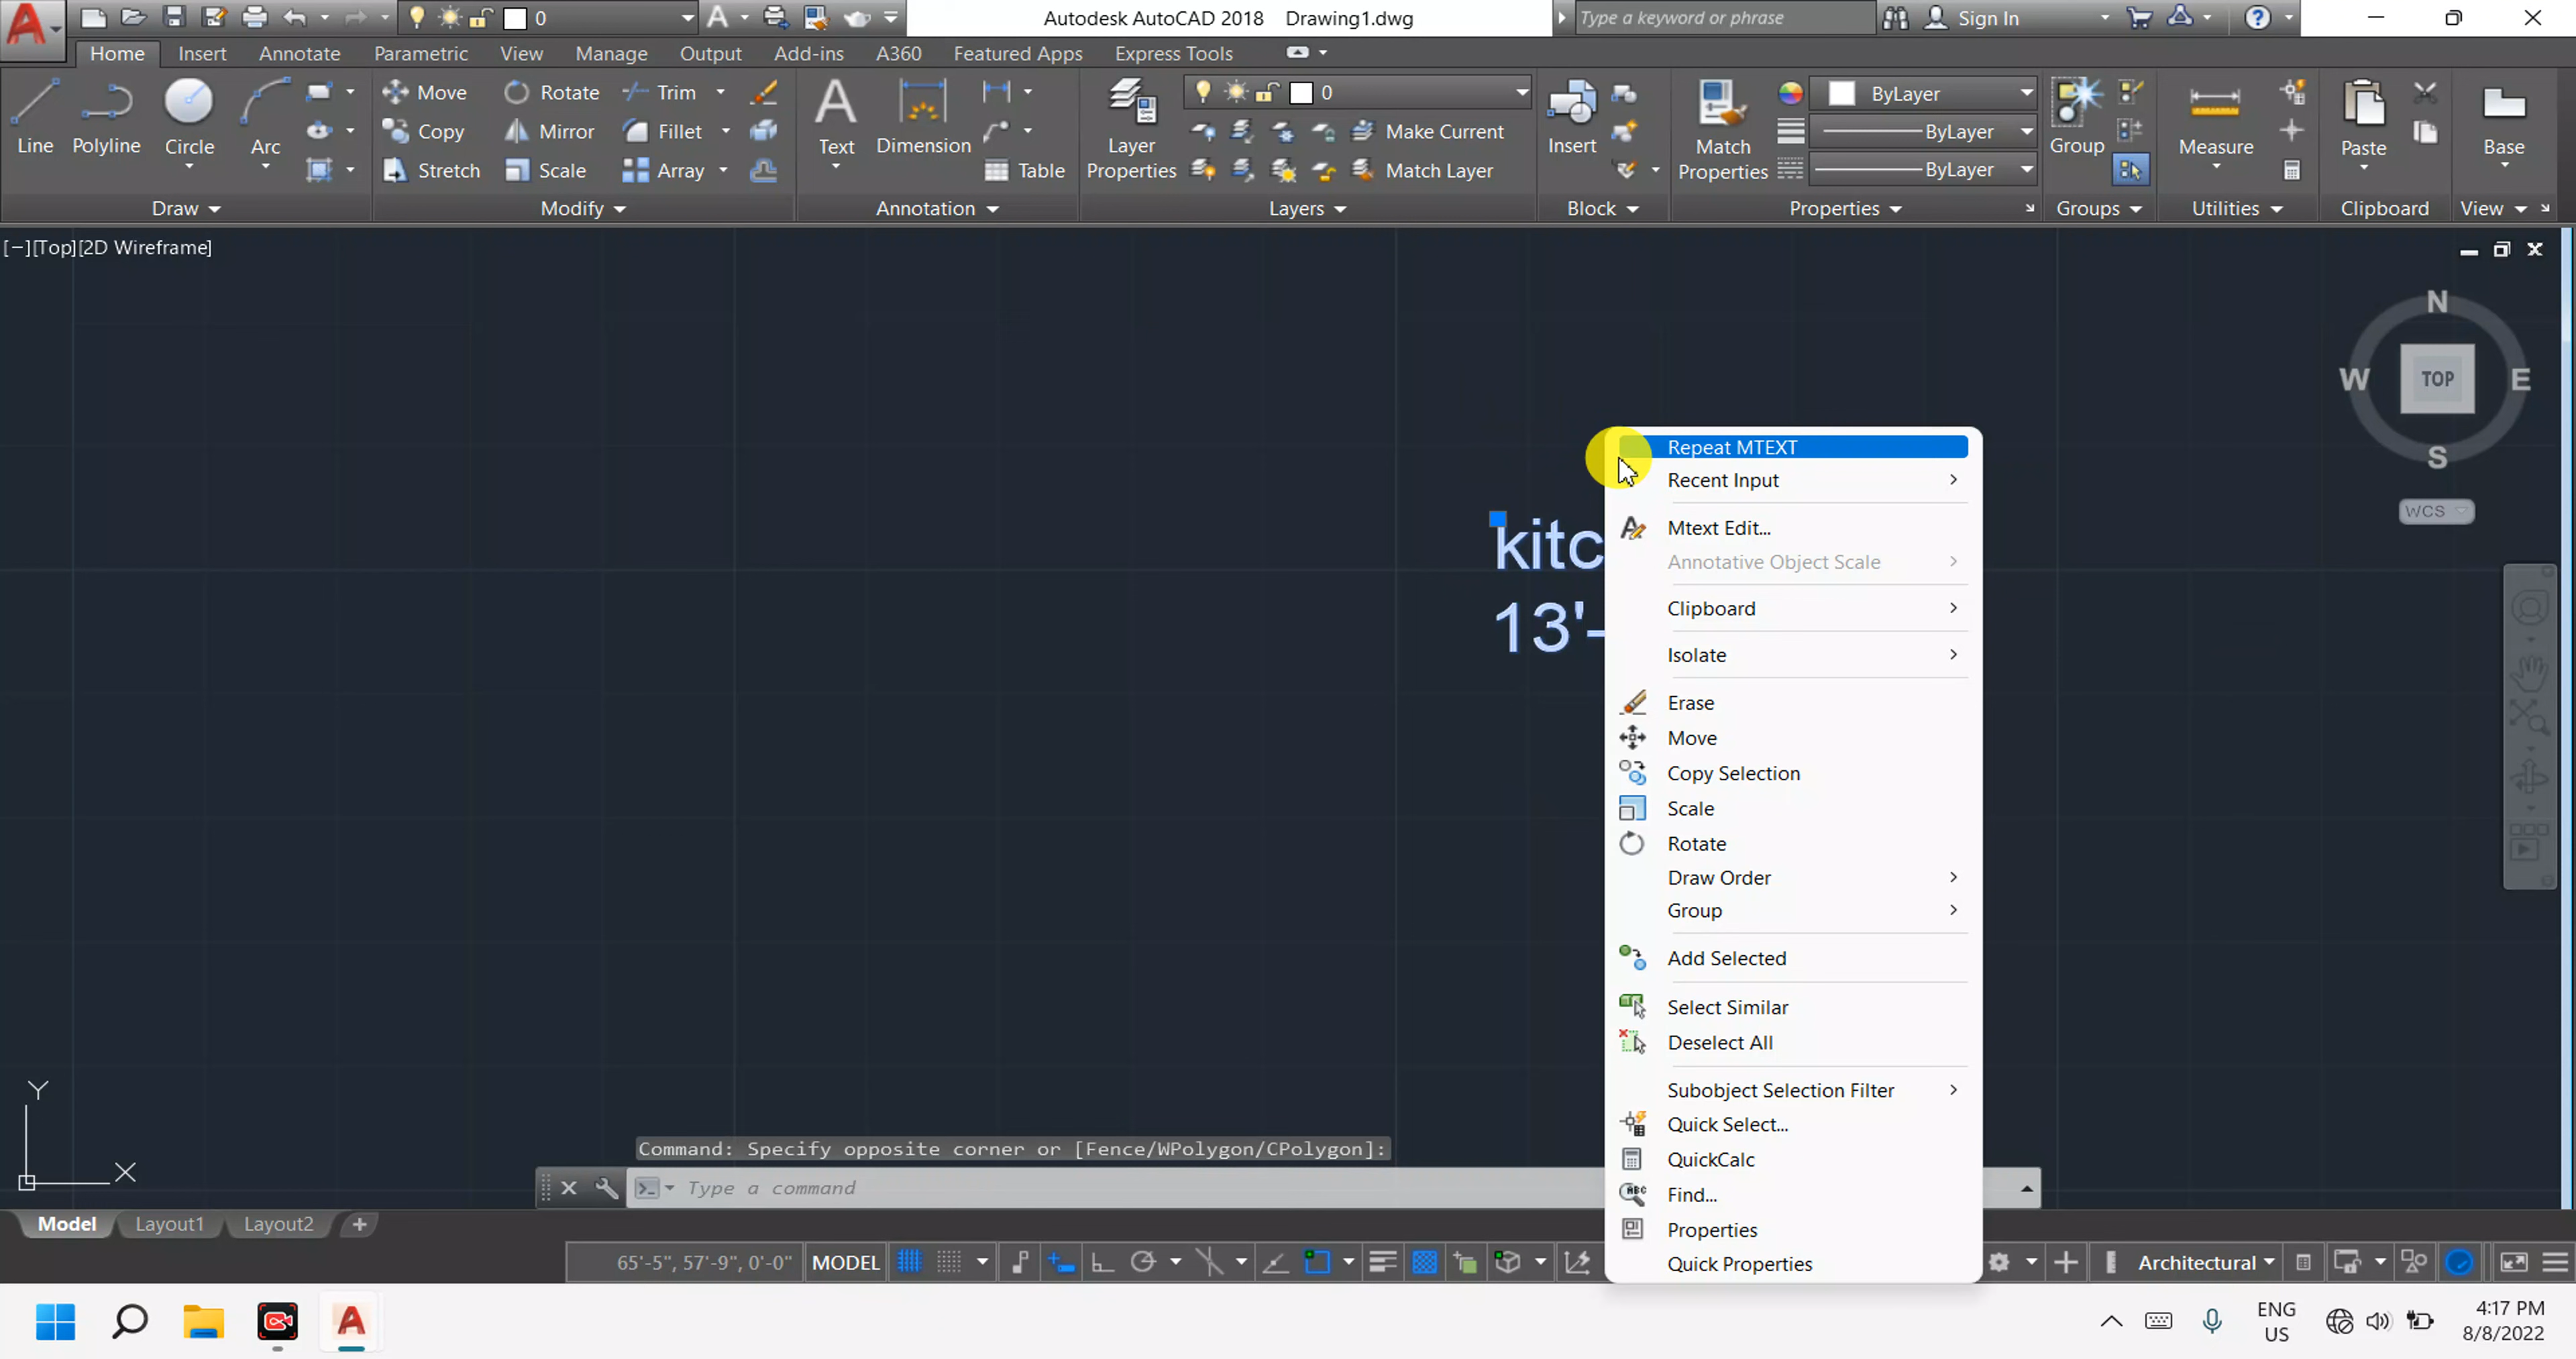 0
Autodesk AutoCAD 2018 Drawing1.dwg
Type a keyword or phrase
Sign In
Home Insert Annotate Parametric View Manage Output Add-ins A360 Featured Apps Express Tools
Line Polyline Circle Arc
Move Rotate Trim
Copy Mirror Fillet
Stretch Scale Array
Text Dimension
Table
Layer Properties
0
Make Current
Match Layer
Insert
Match Properties
ByLayer
ByLayer
ByLayer
Group
Measure
Paste
Base
Draw Modify Annotation Layers Block Properties Groups Utilities Clipboard View
[−][Top][2D Wireframe]
N
W TOP E
S
WCS
kitc
13'-
Repeat MTEXT
Recent Input
Mtext Edit...
Annotative Object Scale
Clipboard
Isolate
Erase
Move
Copy Selection
Scale
Rotate
Draw Order
Group
Add Selected
Select Similar
Deselect All
Subobject Selection Filter
Quick Select...
QuickCalc
Find...
Properties
Quick Properties
Y
X
Command: Specify opposite corner or [Fence/WPolygon/CPolygon]:
Type a command
Model Layout1 Layout2 +
65'-5", 57'-9", 0'-0" MODEL
Architectural
ENG
US
4:17 PM
8/8/2022